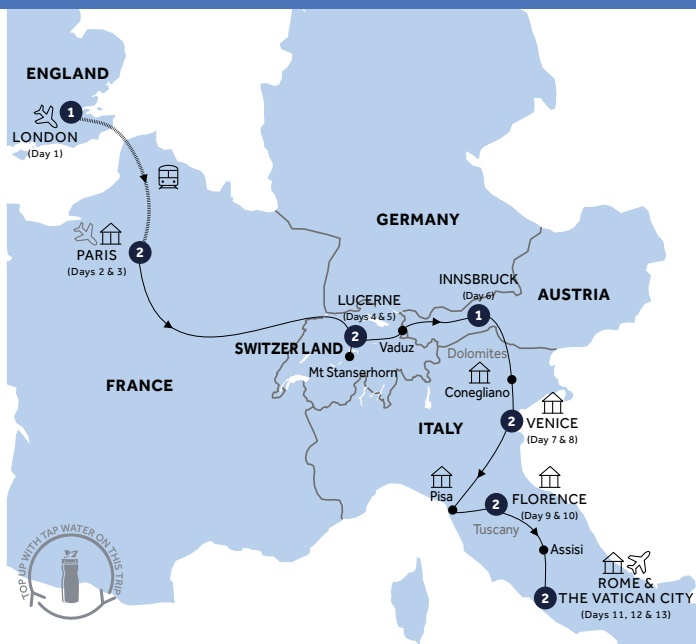 ENGLAND
1
LONDON
(Day 1)
PARIS
(Days 2 & 3)
2
GERMANY
INNSBRUCK
(Day 6)
1
AUSTRIA
LUCERNE
(Days 4 & 5)
2
SWITZERLAND
Vaduz
Mt Stanserhorn
Dolomites
Conegliano
FRANCE
ITALY
2
VENICE
(Day 7 & 8)
Pisa
2
FLORENCE
(Day 9 & 10)
Tuscany
Assisi
TOP UP WITH TAP WATER ON THIS TRIP
2
ROME &
THE VATICAN CITY
(Days 11, 12 & 13)